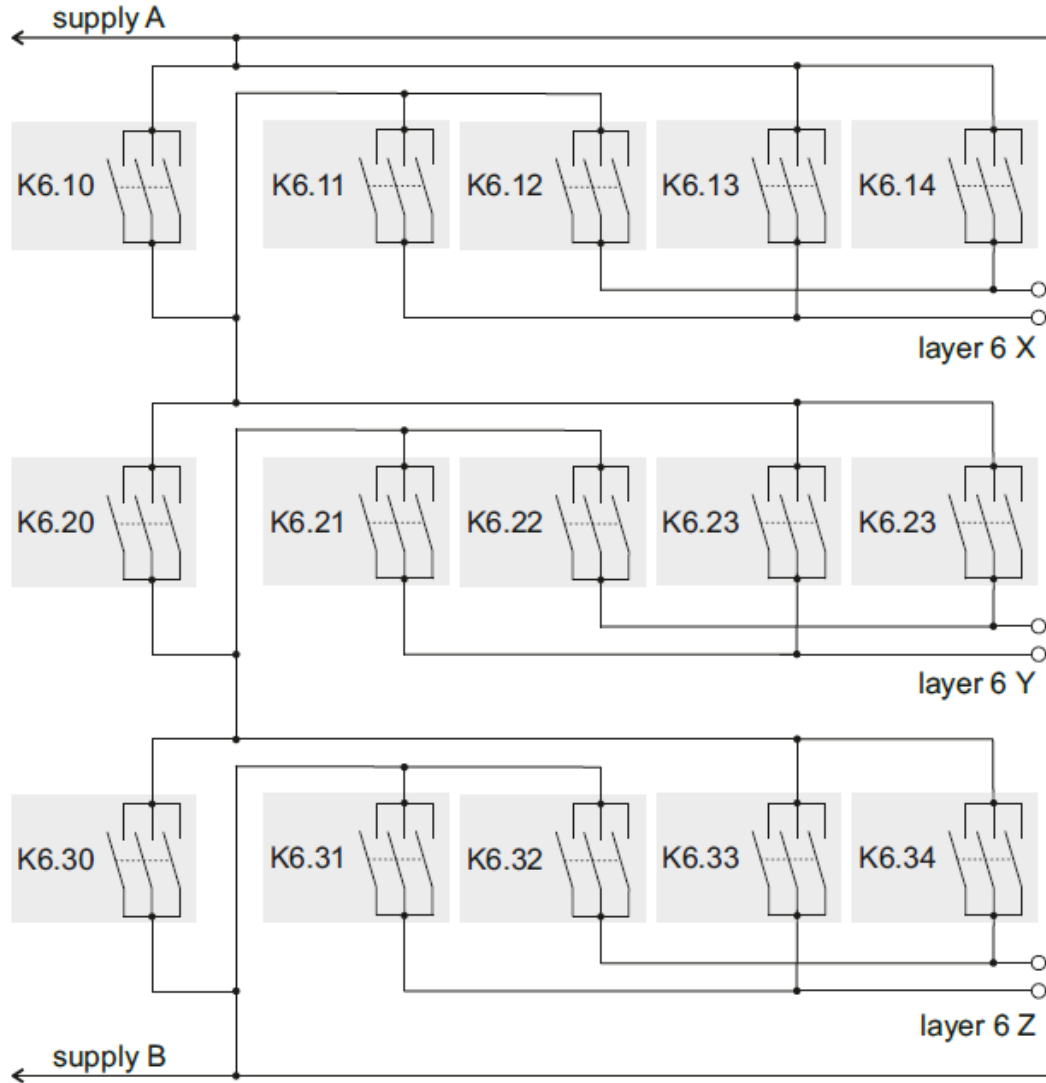 supply A
K6.10 K6.11 K6.12 K6.13 K6.14
layer 6 X
K6.20 K6.21 K6.22 K6.23 K6.23
layer 6 Y
K6.30 K6.31 K6.32 K6.33 K6.34
layer 6 Z
supply B